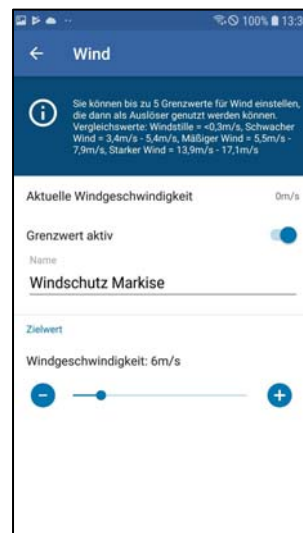 100% 13:3
Wind
Sie können bis zu 5 Grenzwerte für Wind einstellen,
die dann als Auslöser genutzt werden können.
Vergleichswerte: Windstille = <0,3m/s, Schwacher
Wind = 3,4m/s - 5,4m/s, Mäßiger Wind = 5,5m/s -
7,9m/s, Starker Wind = 13,9m/s - 17,1m/s
Aktuelle Windgeschwindigkeit 0m/s
Grenzwert aktiv
Name
Windschutz Markise
Zielwert
Windgeschwindigkeit: 6m/s